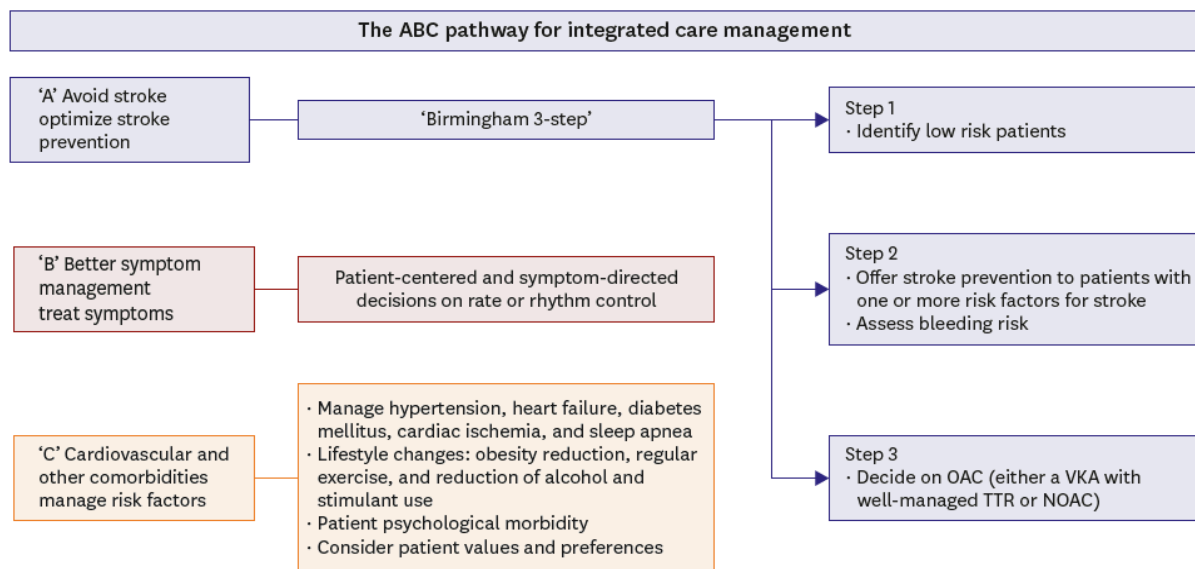 The ABC pathway for integrated care management
‘A’ Avoid stroke
optimize stroke
prevention
‘Birmingham 3-step’
Step 1
· Identify low risk patients
Step 2
· Offer stroke prevention to patients with
one or more risk factors for stroke
· Assess bleeding risk
Step 3
· Decide on OAC (either a VKA with
well-managed TTR or NOAC)
‘B’ Better symptom
management
treat symptoms
Patient-centered and symptom-directed
decisions on rate or rhythm control
‘C’ Cardiovascular and
other comorbidities
manage risk factors
· Manage hypertension, heart failure, diabetes
mellitus, cardiac ischemia, and sleep apnea
· Lifestyle changes: obesity reduction, regular
exercise, and reduction of alcohol and
stimulant use
· Patient psychological morbidity
· Consider patient values and preferences